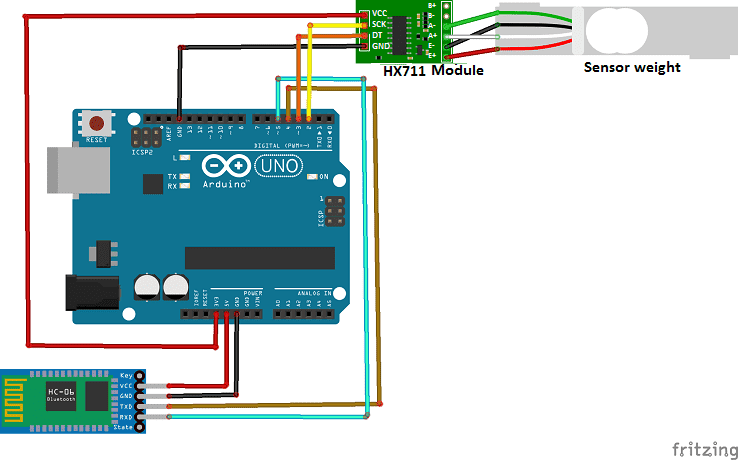 VCC
SCK
DT
GND
B+
B-
A-
A+
E-
E+
HX711 Module
Sensor weight
RESET
ICSP2
AREF
GND
13
12
~11
~10
~9
8
7
~6
~5
4
~3
2
TX▷1
RX◁0
DIGITAL (PWM=~)
L
TX
RX
UNO
Arduino™
ON
1
ICSP
IOREF
RESET
3V3
5V
GND
GND
VIN
POWER
ANALOG IN
A0
A1
A2
A3
A4
A5
HC-06
Bluetooth
Key
VCC
GND
TXD
RXD
State
fritzing